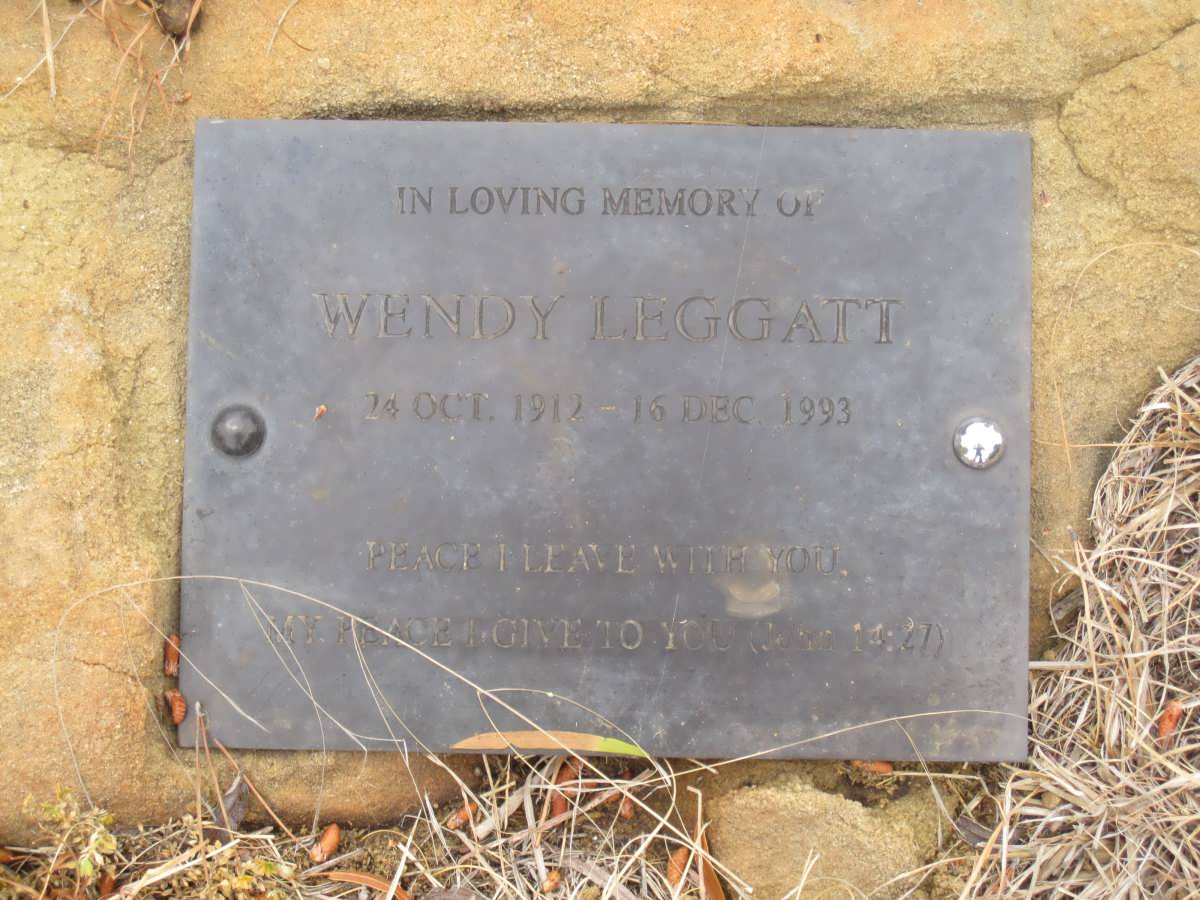 IN LOVING MEMORY OF
WENDY LEGGATT
24 OCT. 1912 - 16 DEC. 1993
PEACE I LEAVE WITH YOU,
MY PEACE I GIVE TO YOU (John 14:27)